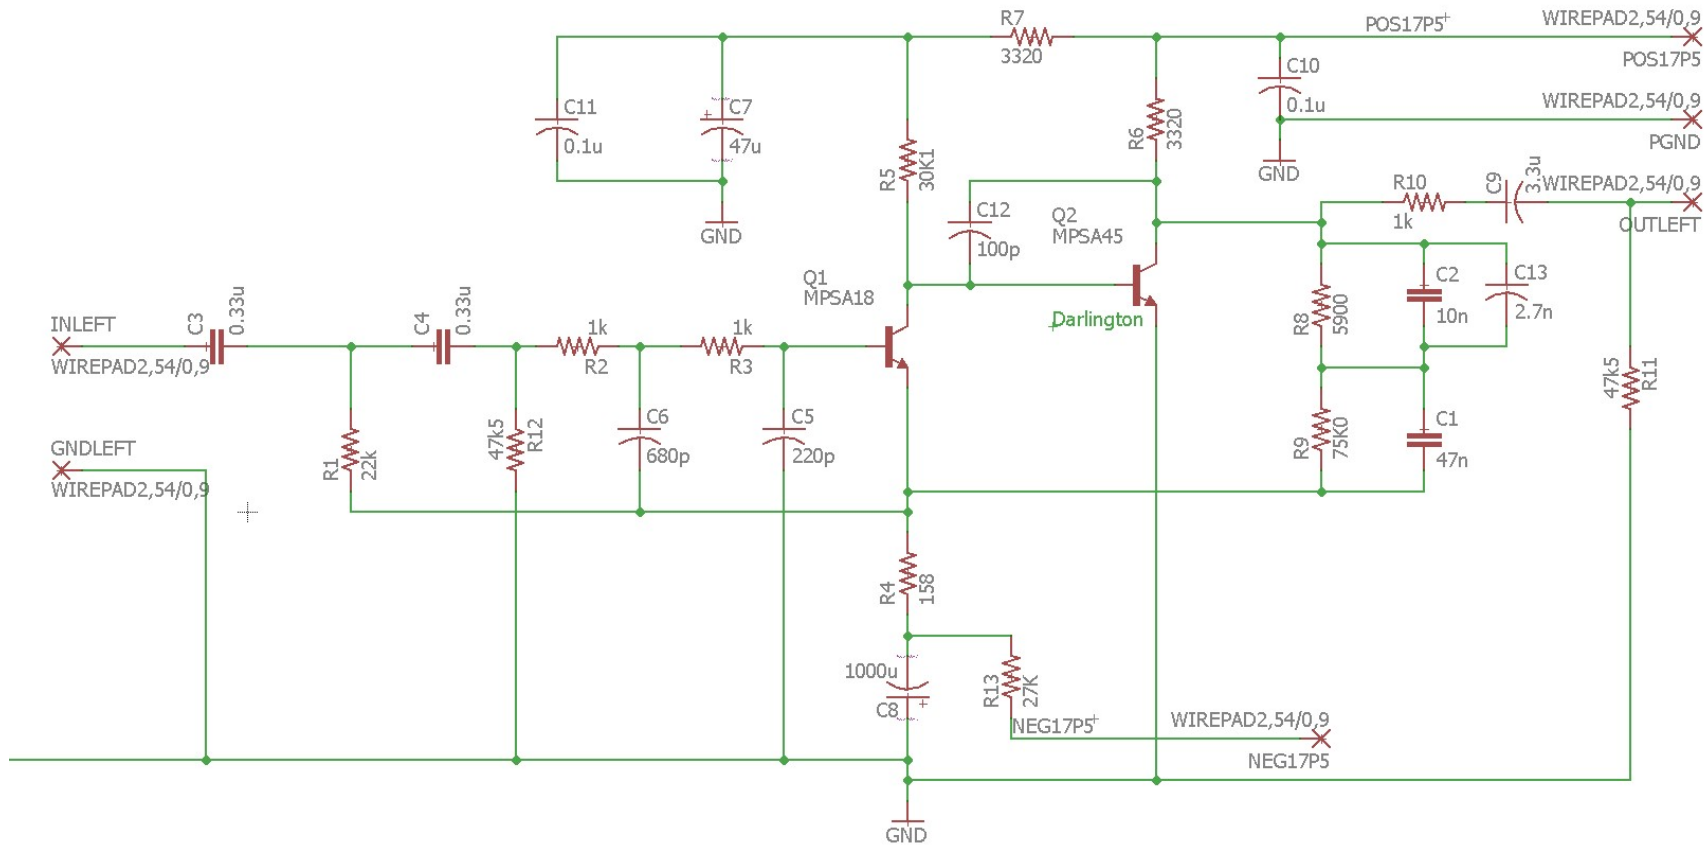 R7
3320
POS17P5
WIREPAD2,54/0,9
POS17P5
C11
0.1u
C7
47u
R5
30K1
R6
3320
C10
0.1u
GND
WIREPAD2,54/0,9
PGND
GND
C12
100p
Q2
MPSA45
Darlington
R10
1k
C9
3.3u
WIREPAD2,54/0,9
OUTLEFT
Q1
MPSA18
R8
5900
C2
10n
C13
2.7n
INLEFT
WIREPAD2,54/0,9
C3
0.33u
C4
0.33u
1k
R2
1k
R3
R11
47k5
GNDLEFT
WIREPAD2,54/0,9
R1
22k
47k5
R12
C6
680p
C5
220p
R9
75K0
C1
47n
R4
158
1000u
C8
R13
27K
NEG17P5
WIREPAD2,54/0,9
NEG17P5
GND